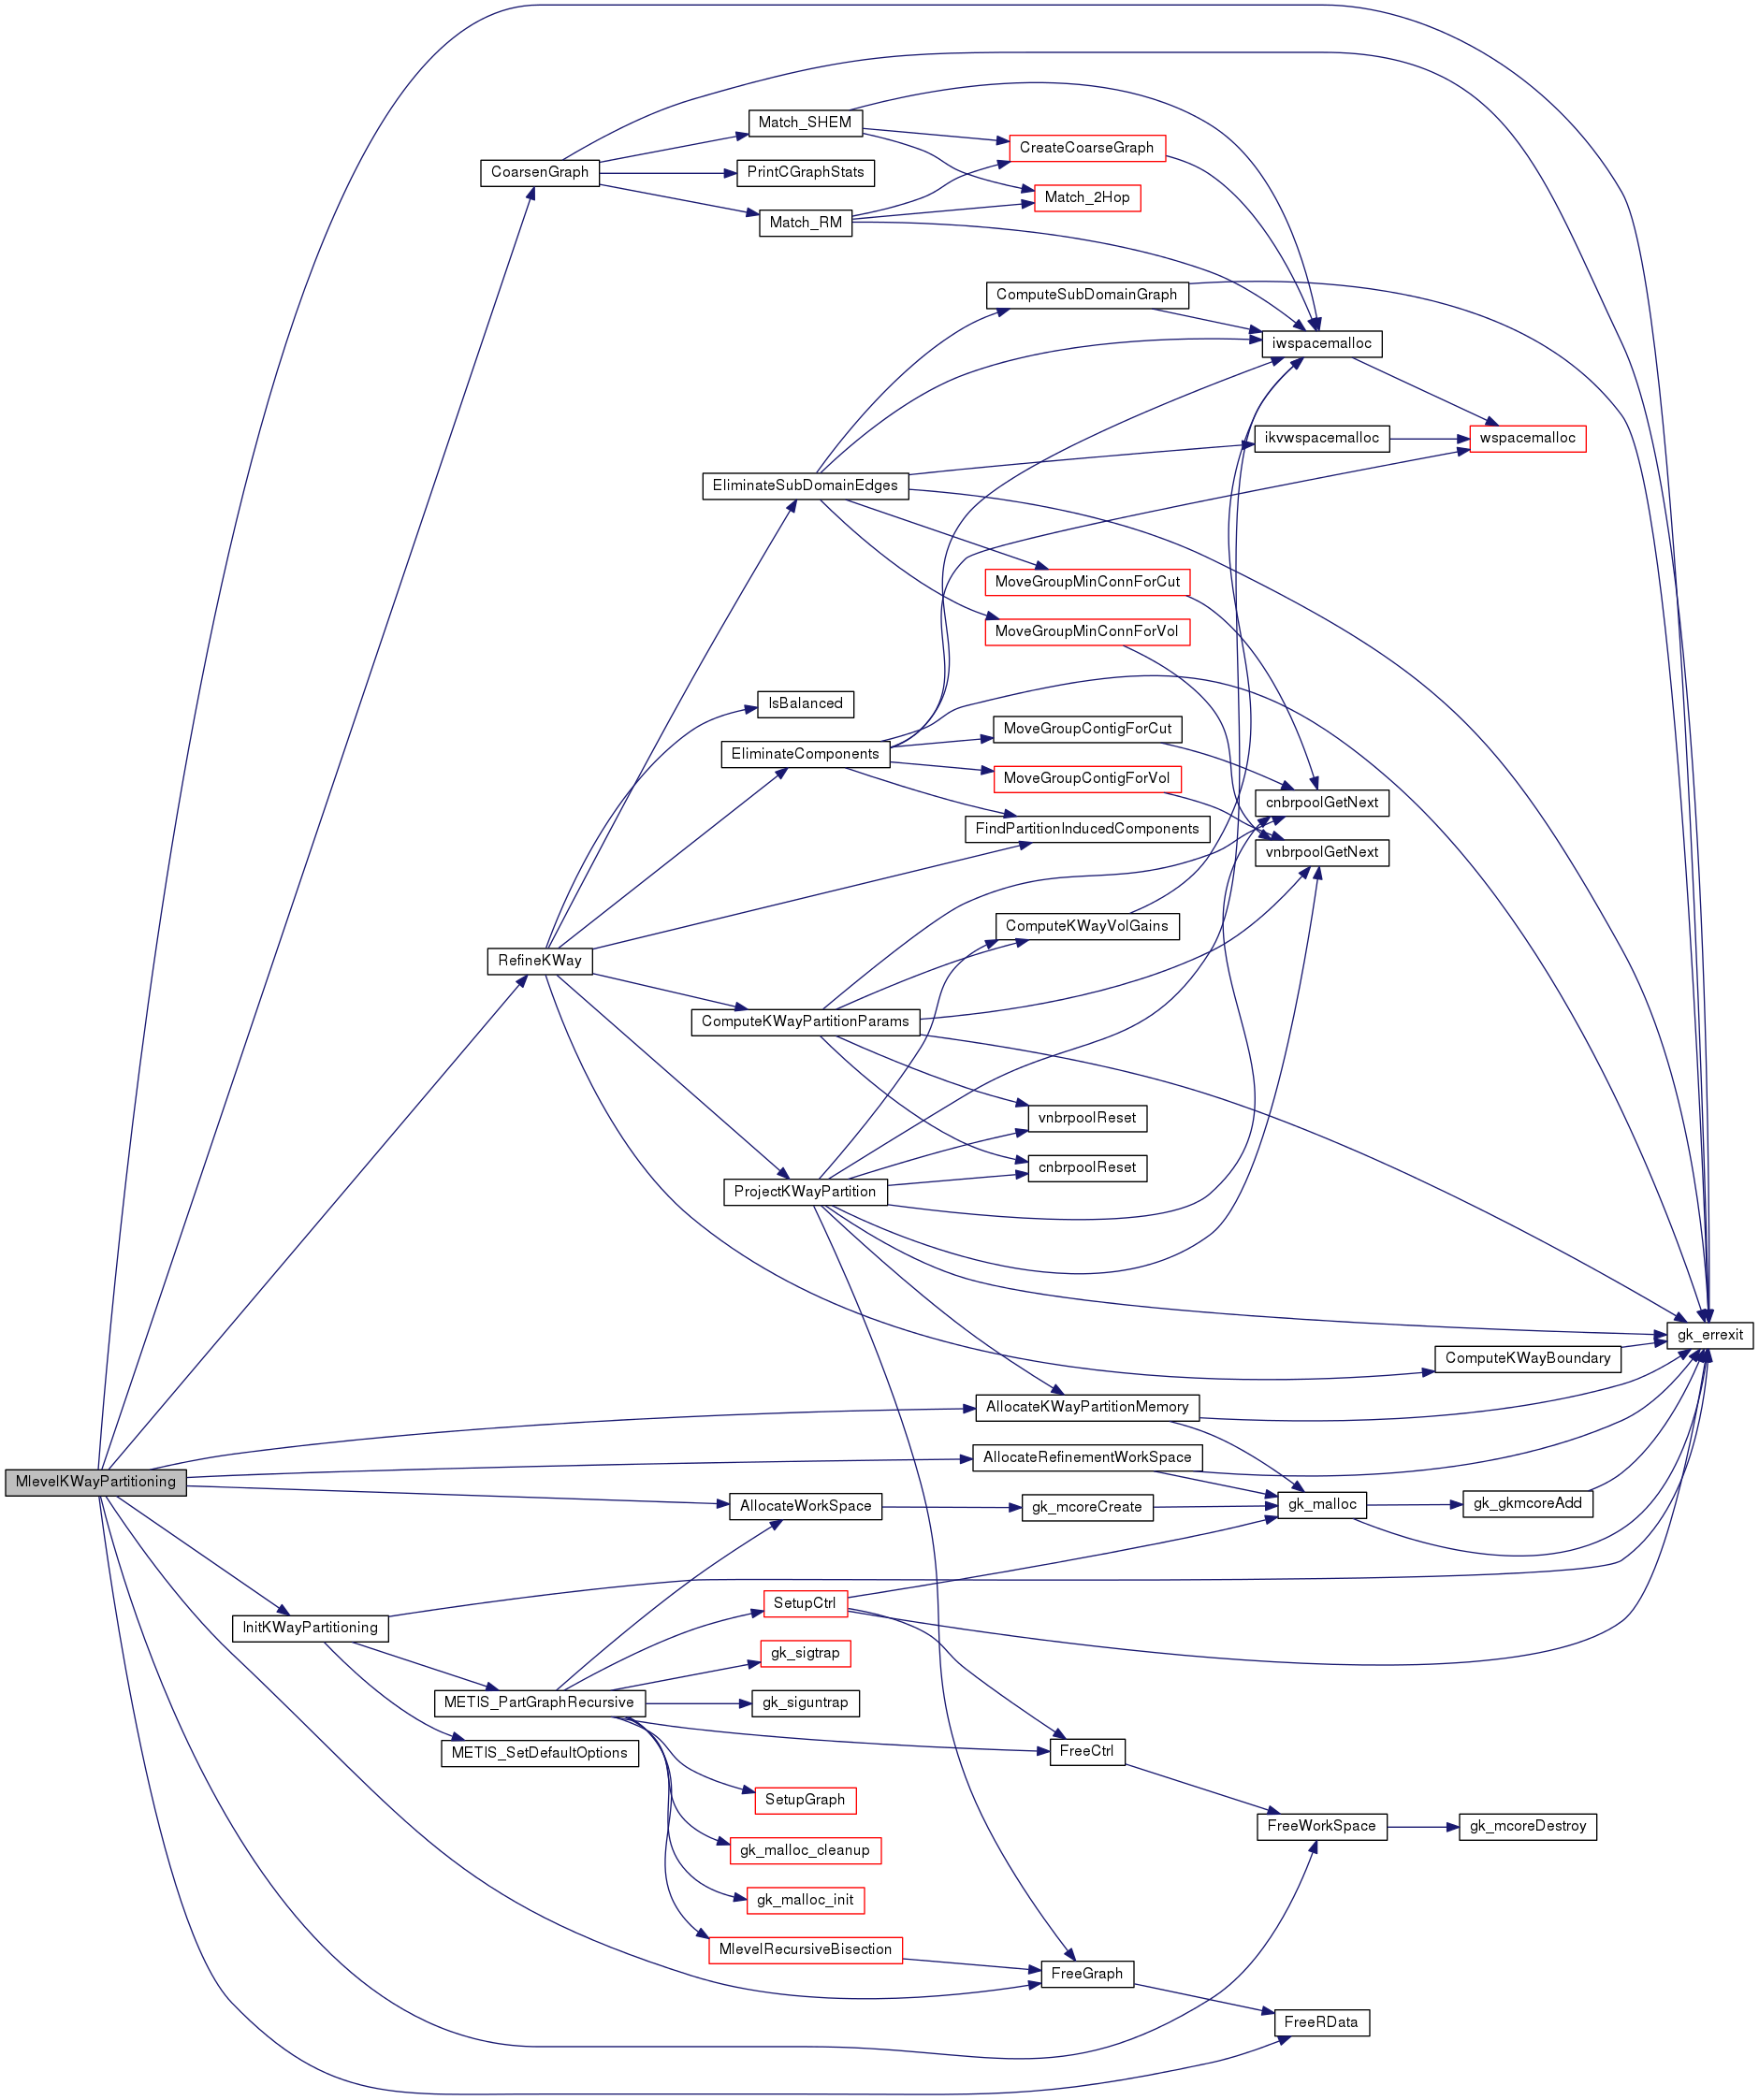 Match_SHEM
CreateCoarseGraph
CoarsenGraph
PrintCGraphStats
Match_2Hop
Match_RM
ComputeSubDomainGraph
iwspacemalloc
ikvwspacemalloc
wspacemalloc
EliminateSubDomainEdges
MoveGroupMinConnForCut
MoveGroupMinConnForVol
IsBalanced
MoveGroupContigForCut
EliminateComponents
MoveGroupContigForVol
cnbrpoolGetNext
FindPartitionInducedComponents
vnbrpoolGetNext
ComputeKWayVolGains
RefineKWay
ComputeKWayPartitionParams
vnbrpoolReset
cnbrpoolReset
ProjectKWayPartition
gk_errexit
ComputeKWayBoundary
AllocateKWayPartitionMemory
AllocateRefinementWorkSpace
MlevelKWayPartitioning
AllocateWorkSpace
gk_mcoreCreate
gk_malloc
gk_gkmcoreAdd
SetupCtrl
InitKWayPartitioning
gk_sigtrap
METIS_PartGraphRecursive
gk_siguntrap
METIS_SetDefaultOptions
FreeCtrl
SetupGraph
FreeWorkSpace
gk_mcoreDestroy
gk_malloc_cleanup
gk_malloc_init
MlevelRecursiveBisection
FreeGraph
FreeRData